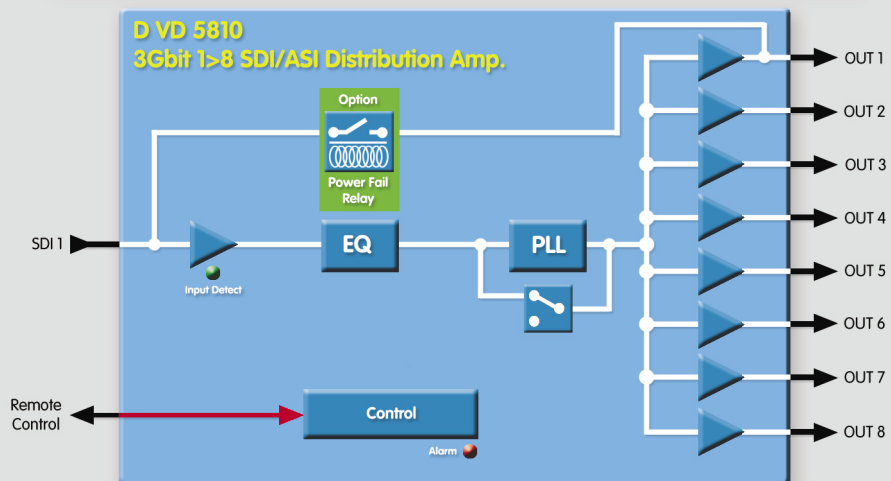 D VD 5810
3Gbit 1>8 SDI/ASI Distribution Amp.
Option
Power Fail
Relay
SDI 1
Input Detect
EQ
PLL
Remote
Control
Control
Alarm
OUT 1
OUT 2
OUT 3
OUT 4
OUT 5
OUT 6
OUT 7
OUT 8